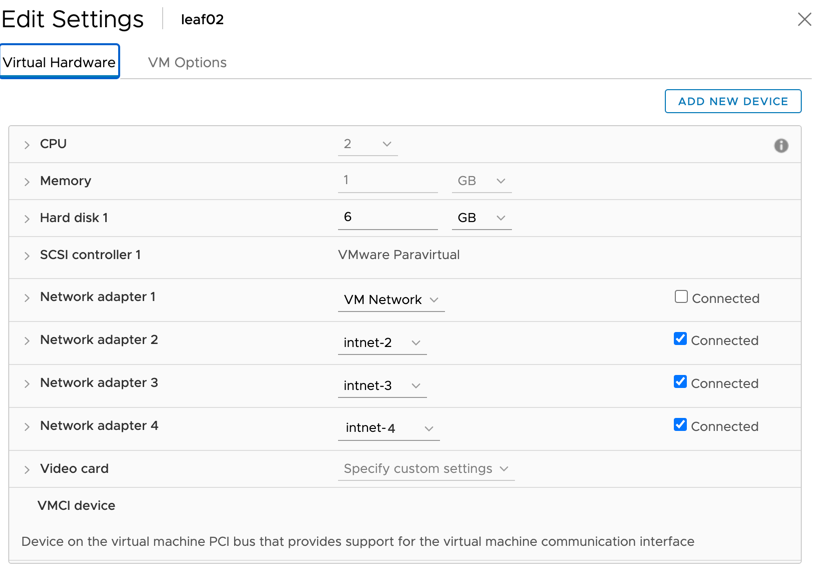 Edit Settings leaf02
Virtual Hardware VM Options
ADD NEW DEVICE
CPU 2
Memory 1 GB
Hard disk 1 6 GB
SCSI controller 1 VMware Paravirtual
Network adapter 1 VM Network Connected
Network adapter 2 intnet-2 Connected
Network adapter 3 intnet-3 Connected
Network adapter 4 intnet-4 Connected
Video card Specify custom settings
VMCI device
Device on the virtual machine PCI bus that provides support for the virtual machine communication interface